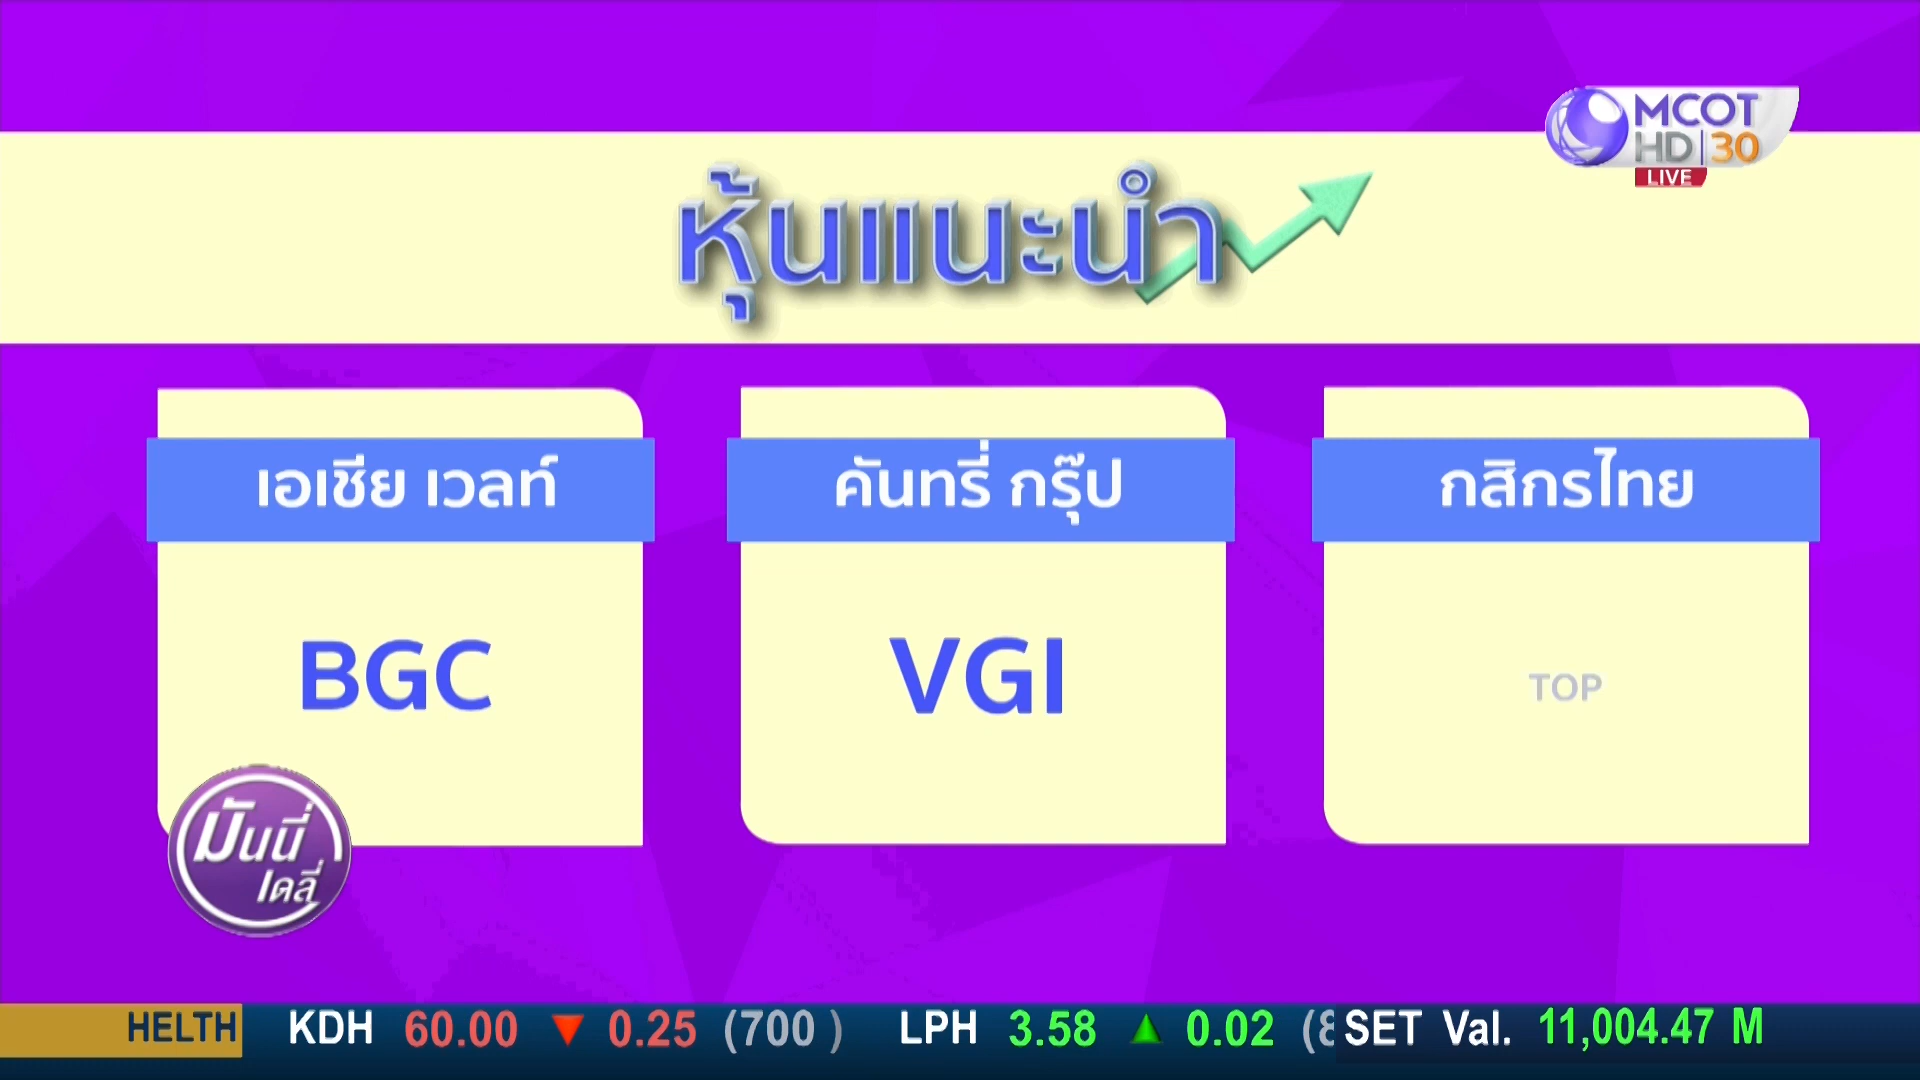 MCOT
HD 30
LIVE
หุ้นแนะนำ
เอเชีย เวลท์
คันทรี่ กรุ๊ป
กสิกรไทย
BGC
VGI
TOP
มันนี่
เดลี่
HELTH KDH 60.00 ▼ 0.25 (700 ) LPH 3.58 ▲ 0.02 (8 SET Val. 11,004.47 M